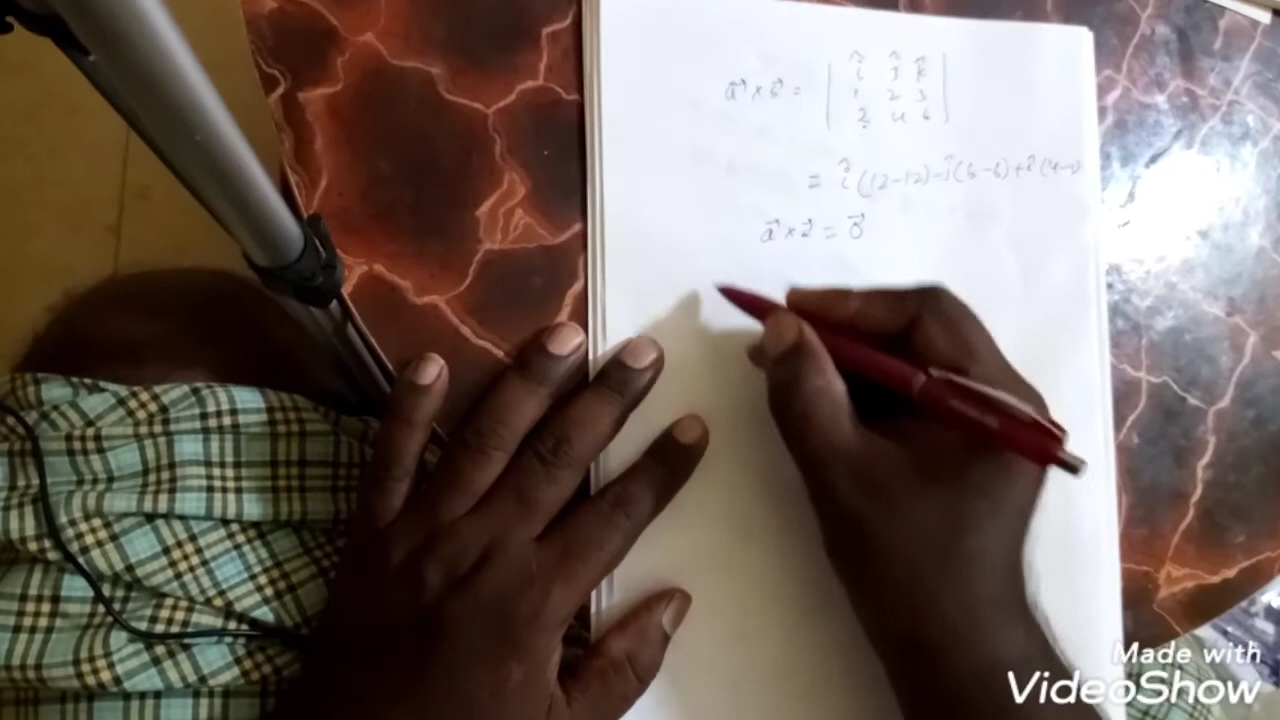 a⃗ × b⃗ = | î ĵ k̂ |
| 1 2 3 |
| 2 4 6 |
= î (12-12) - ĵ (6-6) + k̂ (4-4)
a⃗ × b⃗ = 0⃗
Made with
VideoShow